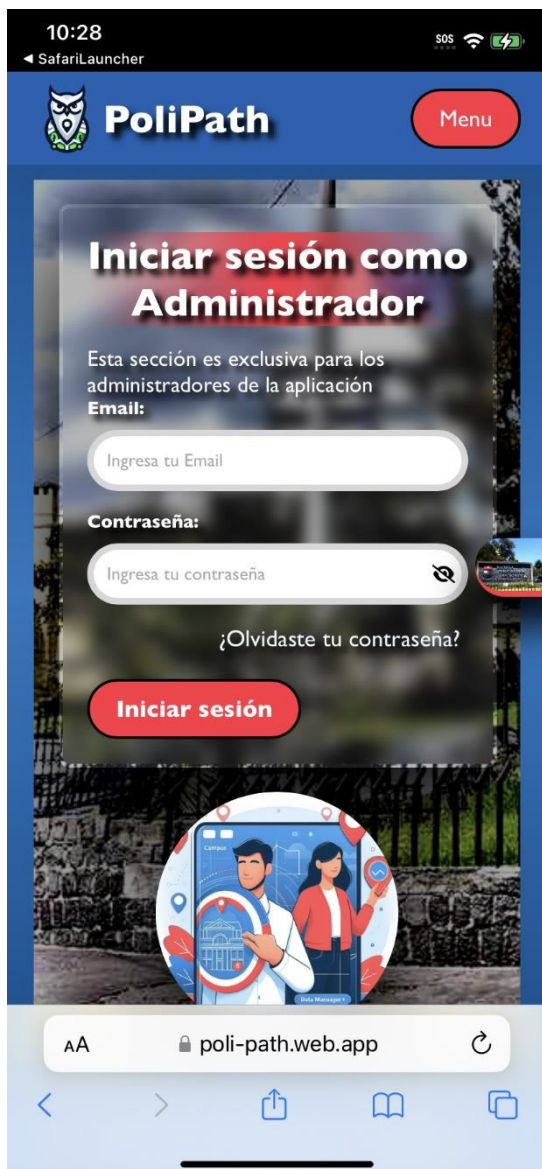 10:28
SOS
◄ SafariLauncher
PoliPath
Menu
Iniciar sesión como
Administrador
Esta sección es exclusiva para los
administradores de la aplicación
Email:
Ingresa tu Email
Contraseña:
Ingresa tu contraseña
¿Olvidaste tu contraseña?
Iniciar sesión
Campus
Data Manager
AA
poli-path.web.app